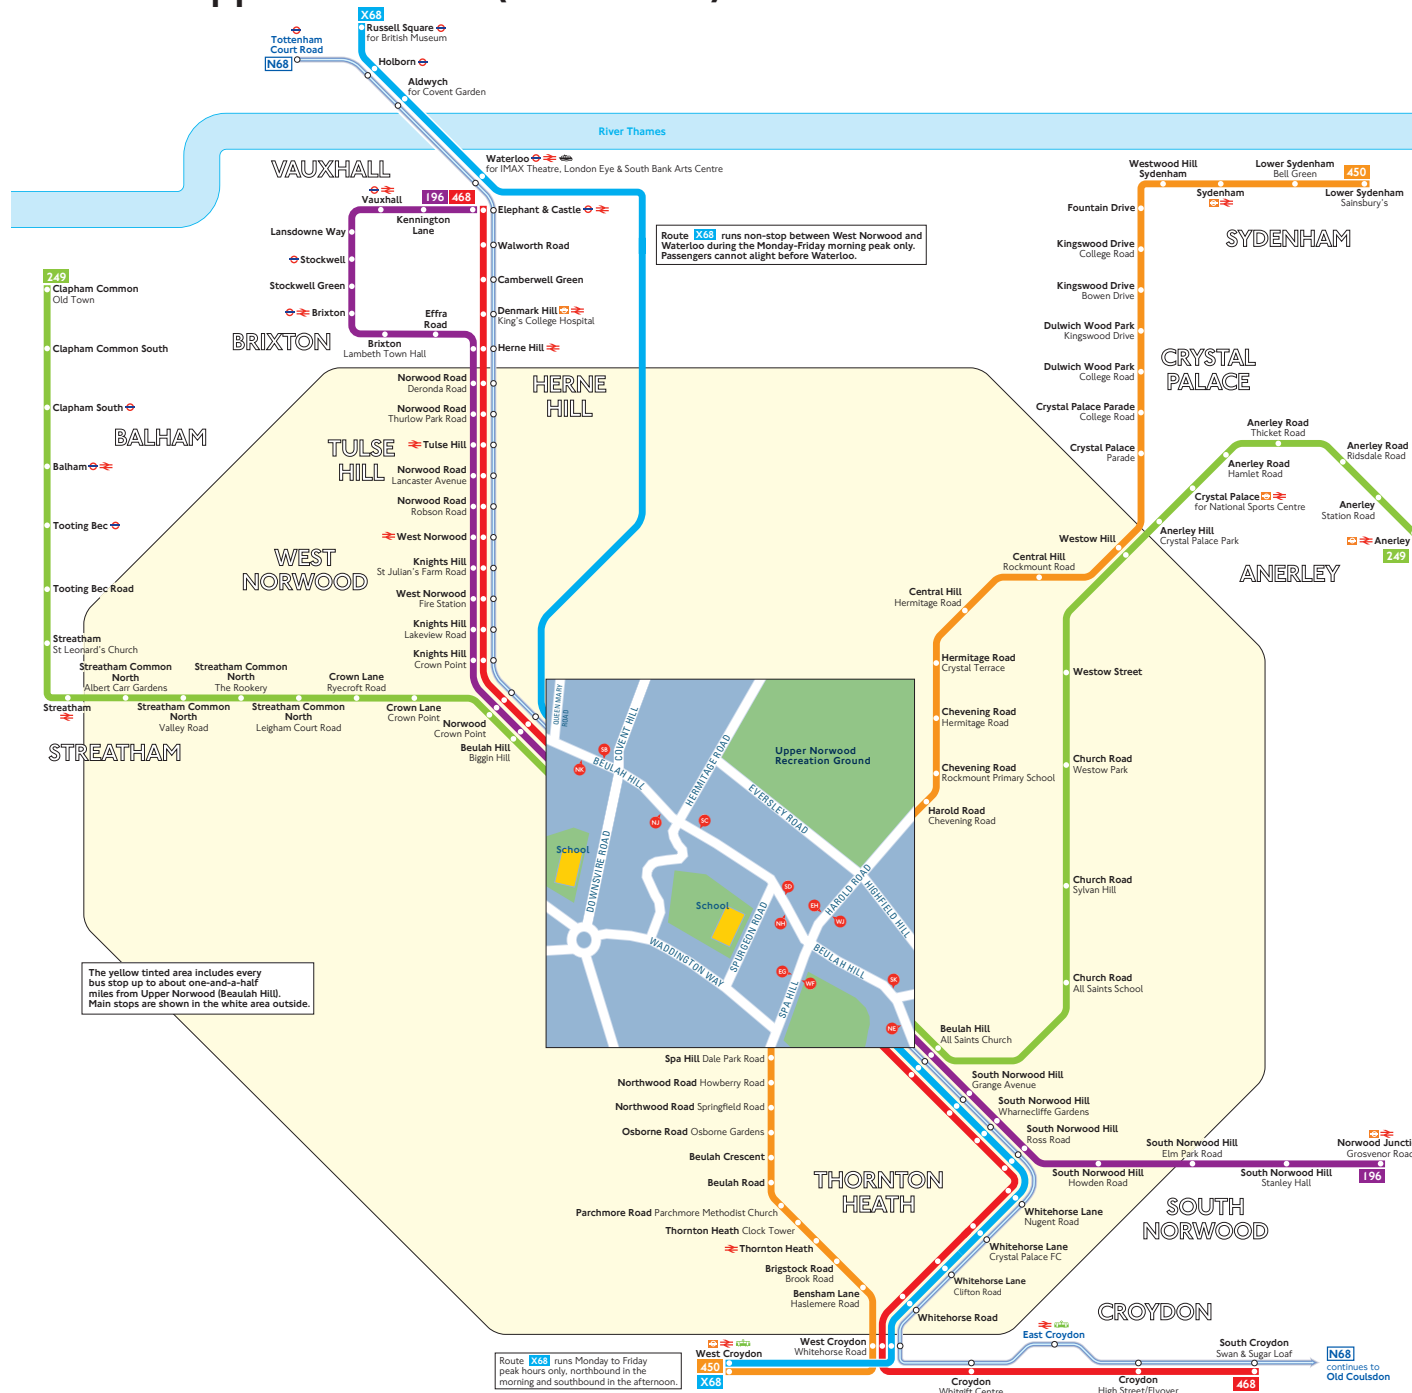 X68
Russell Square
for British Museum
Tottenham
Court Road
N68
Holborn
Aldwych
for Covent Garden
River Thames
VAUXHALL
Waterloo
for IMAX Theatre, London Eye & South Bank Arts Centre
Vauxhall
196
468
Kennington
Lane
Elephant & Castle
Lansdowne Way
Walworth Road
Stockwell
Camberwell Green
Stockwell Green
Denmark Hill
King's College Hospital
Brixton
Effra
Road
BRIXTON
Brixton
Lambeth Town Hall
Herne Hill
Route X68 runs non-stop between West Norwood and
Waterloo during the Monday-Friday morning peak only.
Passengers cannot alight before Waterloo.
Westwood Hill
Sydenham
Lower Sydenham
Bell Green
450
Sydenham
Lower Sydenham
Sainsbury's
Fountain Drive
SYDENHAM
Kingswood Drive
College Road
Kingswood Drive
Bowen Drive
Dulwich Wood Park
Kingswood Drive
Dulwich Wood Park
College Road
CRYSTAL
PALACE
Crystal Palace Parade
College Road
Crystal Palace
Parade
249
Clapham Common
Old Town
Clapham Common South
Clapham South
BALHAM
Balham
Tooting Bec
Tooting Bec Road
Streatham
St Leonard's Church
HERNE
HILL
Norwood Road
Deronda Road
Norwood Road
Thurlow Park Road
TULSE
HILL
Tulse Hill
Norwood Road
Lancaster Avenue
Norwood Road
Robson Road
West Norwood
WEST
NORWOOD
Knights Hill
St Julian's Farm Road
West Norwood
Fire Station
Knights Hill
Lakeview Road
Knights Hill
Crown Point
Anerley Road
Thicket Road
Anerley Road
Ridsdale Road
Anerley Road
Hamlet Road
Crystal Palace
for National Sports Centre
Anerley
Station Road
Anerley Hill
Crystal Palace Park
Anerley
249
ANERLEY
Westow Hill
Central Hill
Rockmount Road
Central Hill
Hermitage Road
Hermitage Road
Crystal Terrace
Westow Street
Chevening Road
Hermitage Road
Chevening Road
Rockmount Primary School
Church Road
Westow Park
Harold Road
Chevening Road
Church Road
Sylvan Hill
Church Road
All Saints School
Streatham
STREATHAM
Streatham Common
North
Albert Carr Gardens
Streatham Common
North
Valley Road
Streatham Common
North
The Rookery
Streatham Common
North
Leigham Court Road
Crown Lane
Ryecroft Road
Crown Lane
Crown Point
Norwood
Crown Point
Beulah Hill
Biggin Hill
QUEEN MARY
ROAD
COVENT HILL
BEULAH HILL
HERMITAGE ROAD
Upper Norwood
Recreation Ground
EVERSLEY ROAD
SB
NK
NJ
SC
School
DOWNSVIRE ROAD
School
SPURGEON ROAD
SD
NH
EH
WJ
HAROLD ROAD
HIGHFIELD HILL
WADDINGTON WAY
BEULAH HILL
EG
WF
SPA HILL
SK
NE
The yellow tinted area includes every
bus stop up to about one-and-a-half
miles from Upper Norwood (Beaulah Hill).
Main stops are shown in the white area outside.
Beulah Hill
All Saints Church
South Norwood Hill
Grange Avenue
South Norwood Hill
Wharnecliffe Gardens
South Norwood Hill
Ross Road
South Norwood Hill
Howden Road
South Norwood Hill
Elm Park Road
South Norwood Hill
Stanley Hall
Norwood Juncti
Grosvenor Road
196
SOUTH
NORWOOD
Spa Hill Dale Park Road
Northwood Road Howberry Road
Northwood Road Springfield Road
Osborne Road Osborne Gardens
Beulah Crescent
Beulah Road
Parchmore Road Parchmore Methodist Church
Thornton Heath Clock Tower
Thornton Heath
Brigstock Road
Brook Road
Bensham Lane
Haslemere Road
THORNTON
HEATH
Whitehorse Lane
Nugent Road
Whitehorse Lane
Crystal Palace FC
Whitehorse Lane
Clifton Road
Whitehorse Road
CROYDON
West Croydon
Whitehorse Road
West Croydon
450
X68
Route X68 runs Monday to Friday
peak hours only, northbound in the
morning and southbound in the afternoon.
East Croydon
Croydon
Whitgift Centre
Croydon
High Street/Flyover
South Croydon
Swan & Sugar Loaf
468
N68
continues to
Old Coulsdon